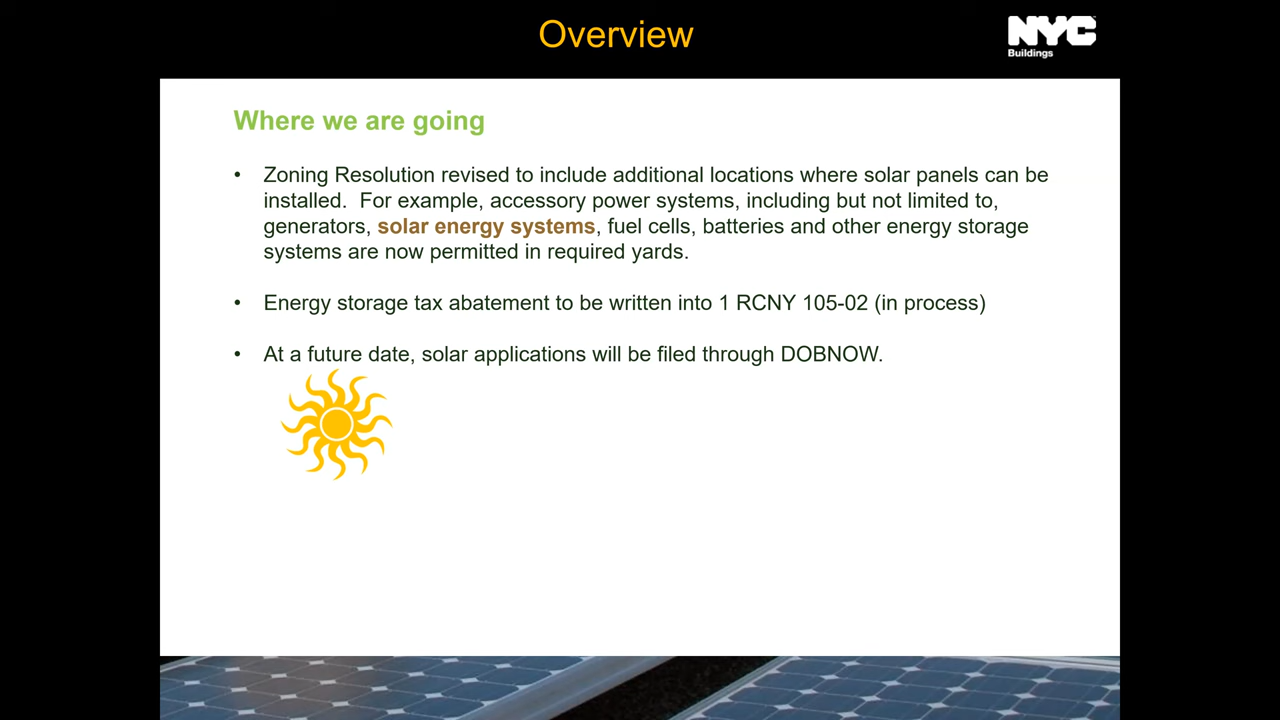 Overview
NYC
Buildings
Where we are going
• Zoning Resolution revised to include additional locations where solar panels can be
installed.  For example, accessory power systems, including but not limited to,
generators, solar energy systems, fuel cells, batteries and other energy storage
systems are now permitted in required yards.
• Energy storage tax abatement to be written into 1 RCNY 105-02 (in process)
• At a future date, solar applications will be filed through DOBNOW.